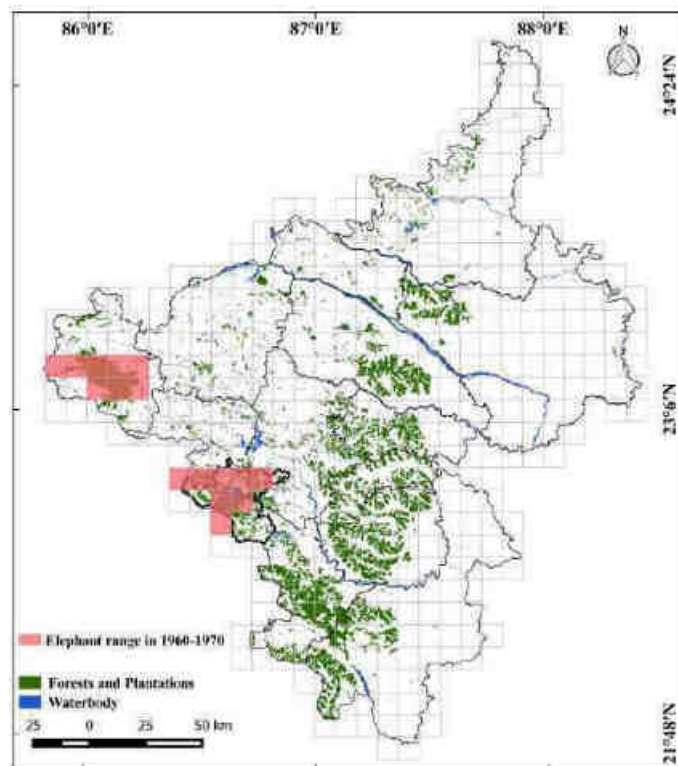 86°0′E 87°0′E 88°0′E
N
24°24′N
23°6′N
21°48′N
Elephant range in 1960-1970
Forests and Plantations
Waterbody
25 0 25 50 km